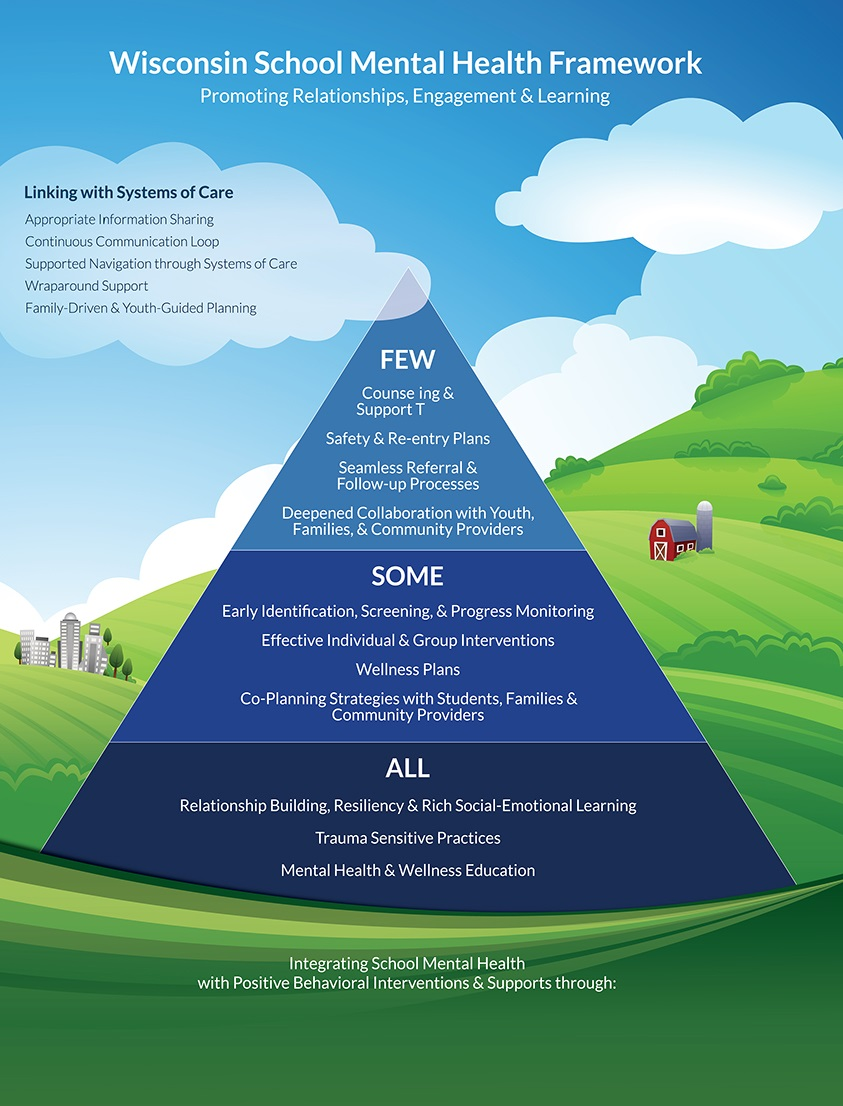 Wisconsin School Mental Health Framework
Promoting Relationships, Engagement & Learning
Linking with Systems of Care
Appropriate Information Sharing
Continuous Communication Loop
Supported Navigation through Systems of Care
Wraparound Support
Family-Driven & Youth-Guided Planning
FEW
Counse ing &
Support T
Safety & Re-entry Plans
Seamless Referral &
Follow-up Processes
Deepened Collaboration with Youth,
Families, & Community Providers
SOME
Early Identification, Screening, & Progress Monitoring
Effective Individual & Group Interventions
Wellness Plans
Co-Planning Strategies with Students, Families &
Community Providers
ALL
Relationship Building, Resiliency & Rich Social-Emotional Learning
Trauma Sensitive Practices
Mental Health & Wellness Education
Integrating School Mental Health
with Positive Behavioral Interventions & Supports through: